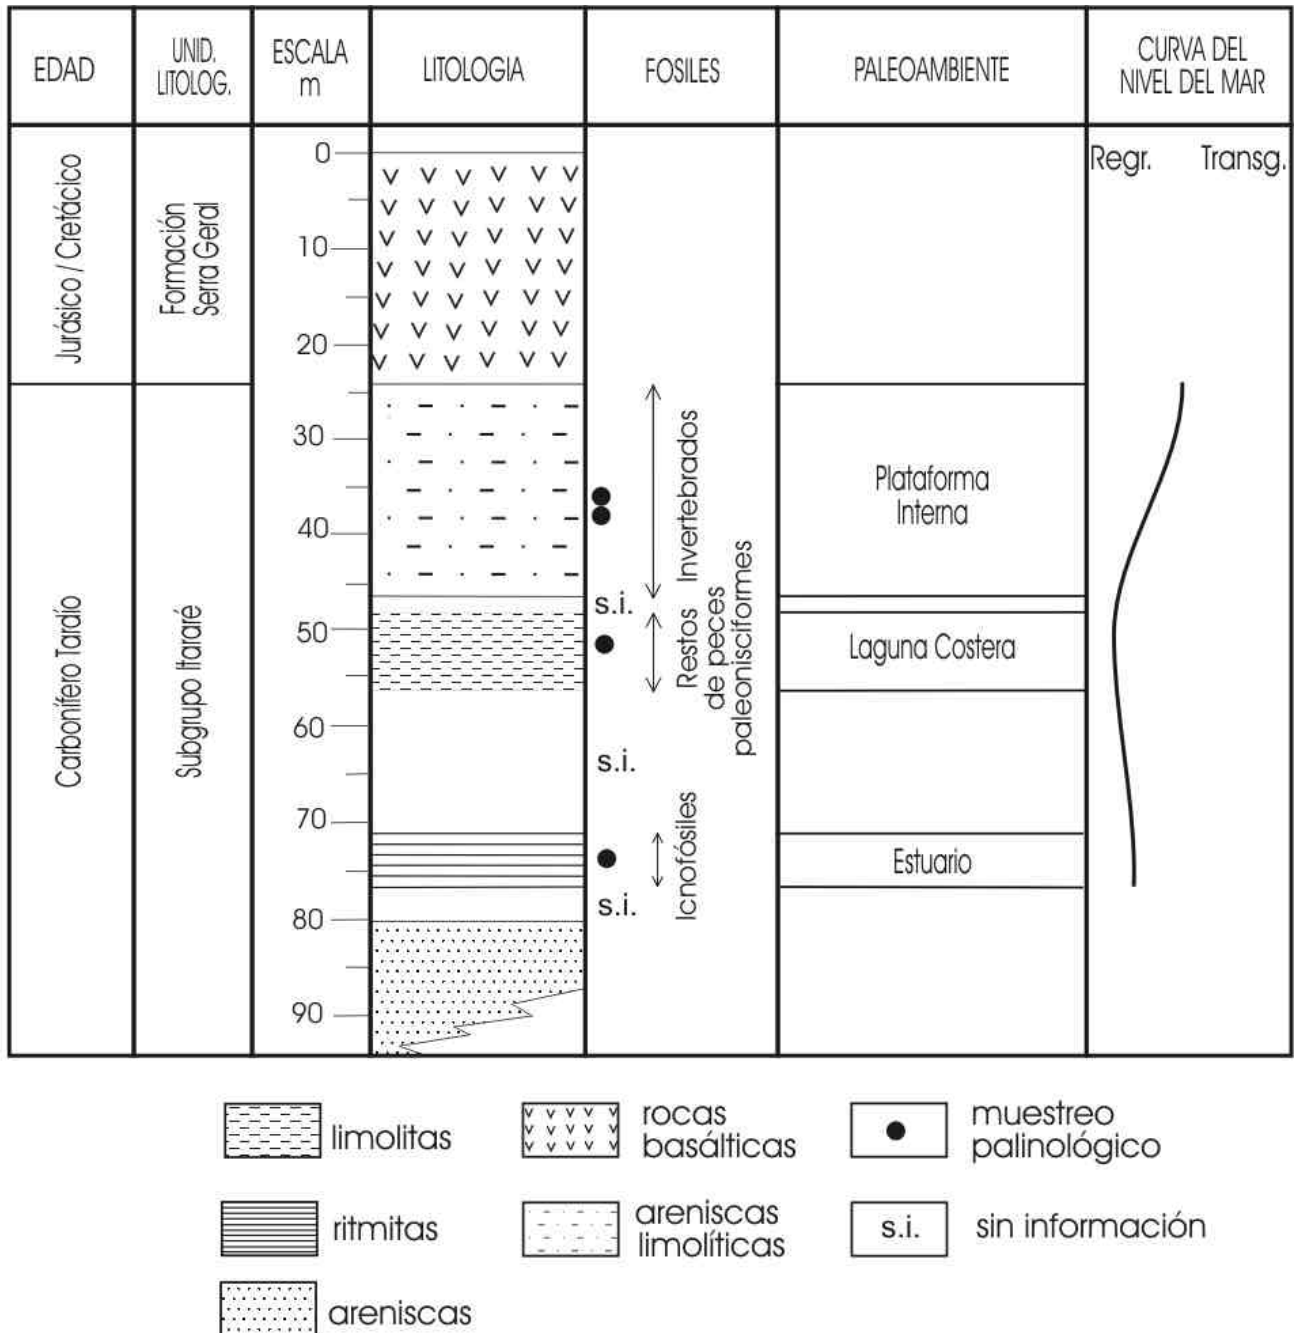 EDAD
UNID.
LITOLOG.
ESCALA
m
LITOLOGIA
FOSILES
PALEOAMBIENTE
CURVA DEL
NIVEL DEL MAR
Regr. Transg.
Jurásico / Cretácico
Formación
Serra Geral
Carbonífero Tardío
Subgrupo Itararé
0
10
20
30
40
50
60
70
80
90
Invertebrados
s.i.
Restos
de peces
paleonisciformes
s.i.
Icnofósiles
s.i.
Plataforma
Interna
Laguna Costera
Estuario
limolitas
rocas
basálticas
muestreo
palinológico
ritmitas
areniscas
limolíticas
s.i.
sin información
areniscas